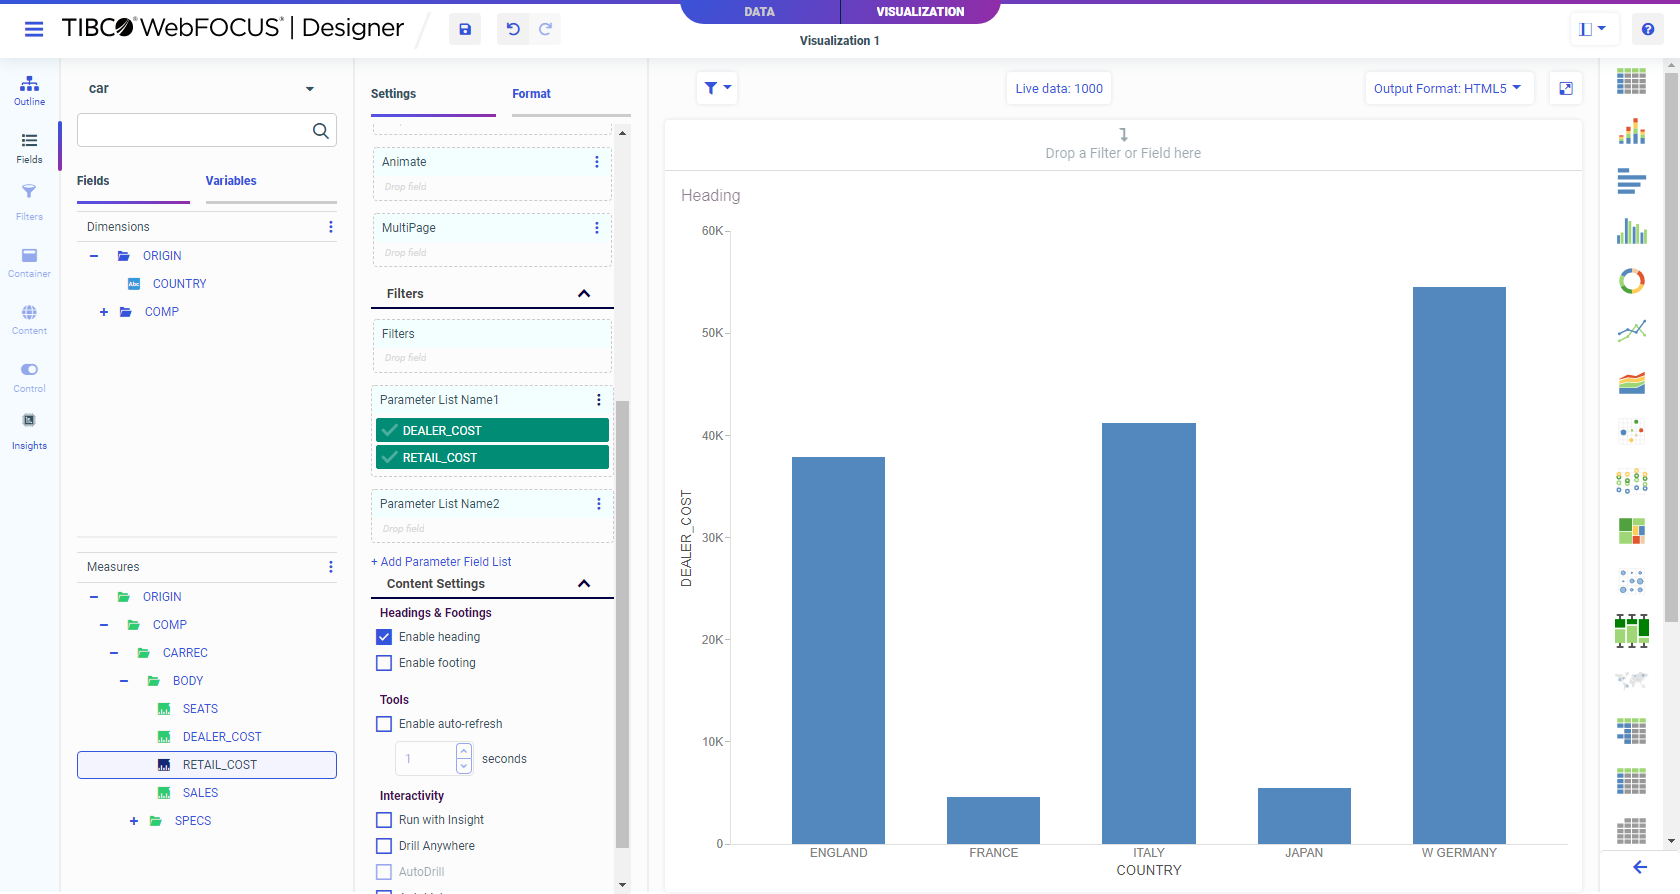 TIBCO WebFOCUS® | Designer
DATA
VISUALIZATION
Visualization 1
Outline
Fields
Filters
Container
Content
Control
Insights
car
Fields
Variables
Dimensions
ORIGIN
Abc
COUNTRY
COMP
Measures
ORIGIN
COMP
CARREC
BODY
SEATS
DEALER_COST
RETAIL_COST
SALES
SPECS
Settings
Format
Animate
Drop field
MultiPage
Drop field
Filters
Filters
Drop field
Parameter List Name1
DEALER_COST
RETAIL_COST
Parameter List Name2
Drop field
+ Add Parameter Field List
Content Settings
Headings & Footings
Enable heading
Enable footing
Tools
Enable auto-refresh
1
seconds
Interactivity
Run with Insight
Drill Anywhere
AutoDrill
Live data: 1000
Output Format: HTML5
Drop a Filter or Field here
Heading
60K
50K
40K
30K
20K
10K
0
DEALER_COST
ENGLAND
FRANCE
ITALY
JAPAN
W GERMANY
COUNTRY